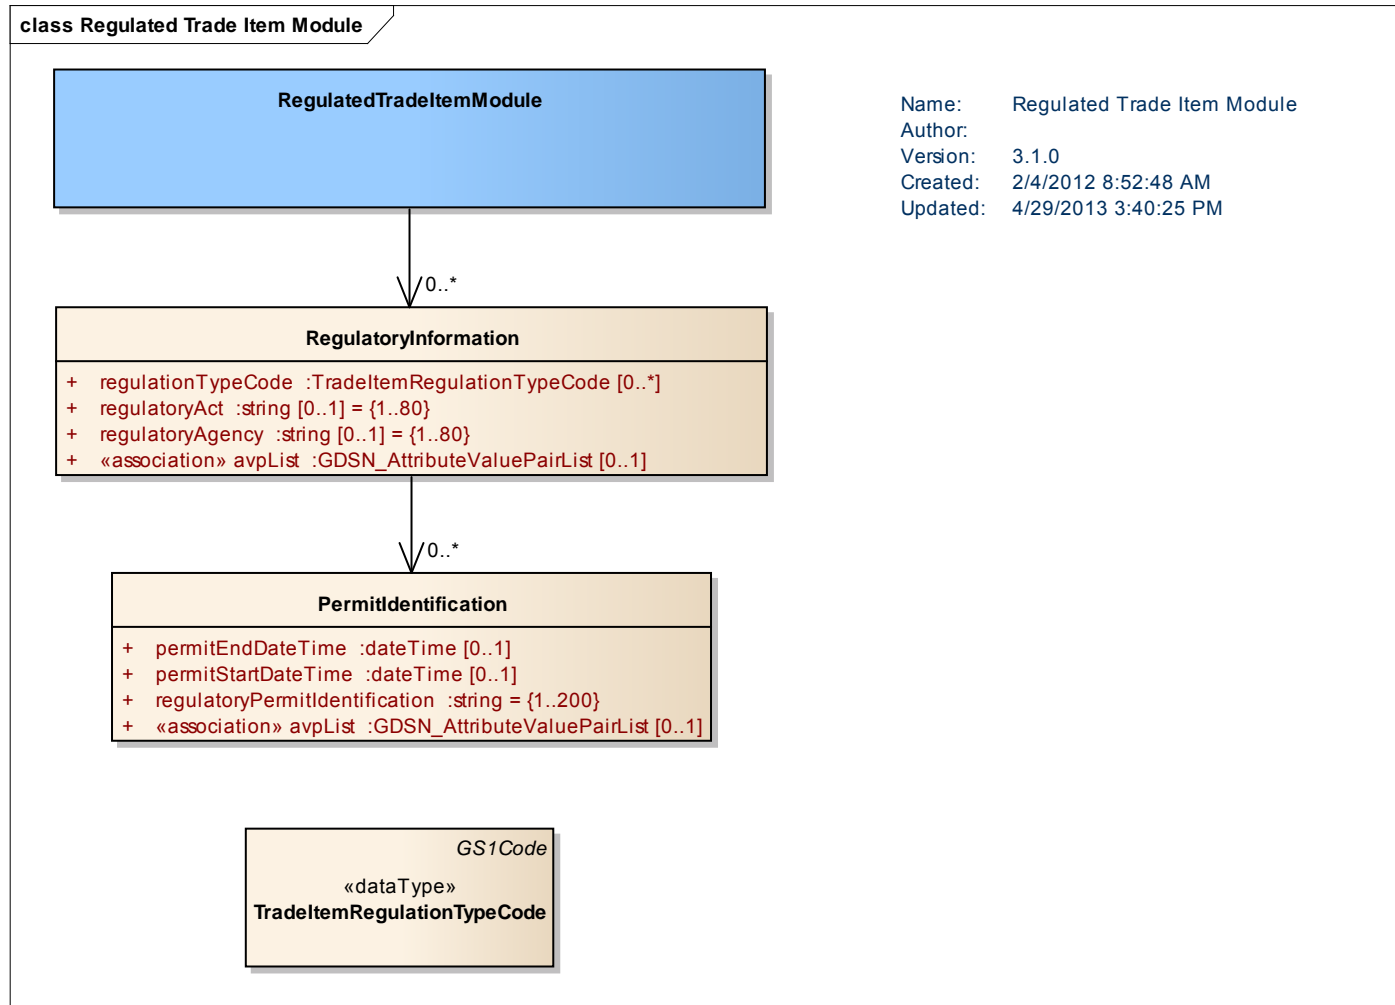 class Regulated Trade Item Module
RegulatedTradeItemModule
Name: Regulated Trade Item Module
Author:
Version: 3.1.0
Created: 2/4/2012 8:52:48 AM
Updated: 4/29/2013 3:40:25 PM
0..*
RegulatoryInformation
+ regulationTypeCode :TradeItemRegulationTypeCode [0..*]
+ regulatoryAct :string [0..1] = {1..80}
+ regulatoryAgency :string [0..1] = {1..80}
+ «association» avpList :GDSN_AttributeValuePairList [0..1]
0..*
PermitIdentification
+ permitEndDateTime :dateTime [0..1]
+ permitStartDateTime :dateTime [0..1]
+ regulatoryPermitIdentification :string = {1..200}
+ «association» avpList :GDSN_AttributeValuePairList [0..1]
GS1Code
«dataType»
TradeItemRegulationTypeCode